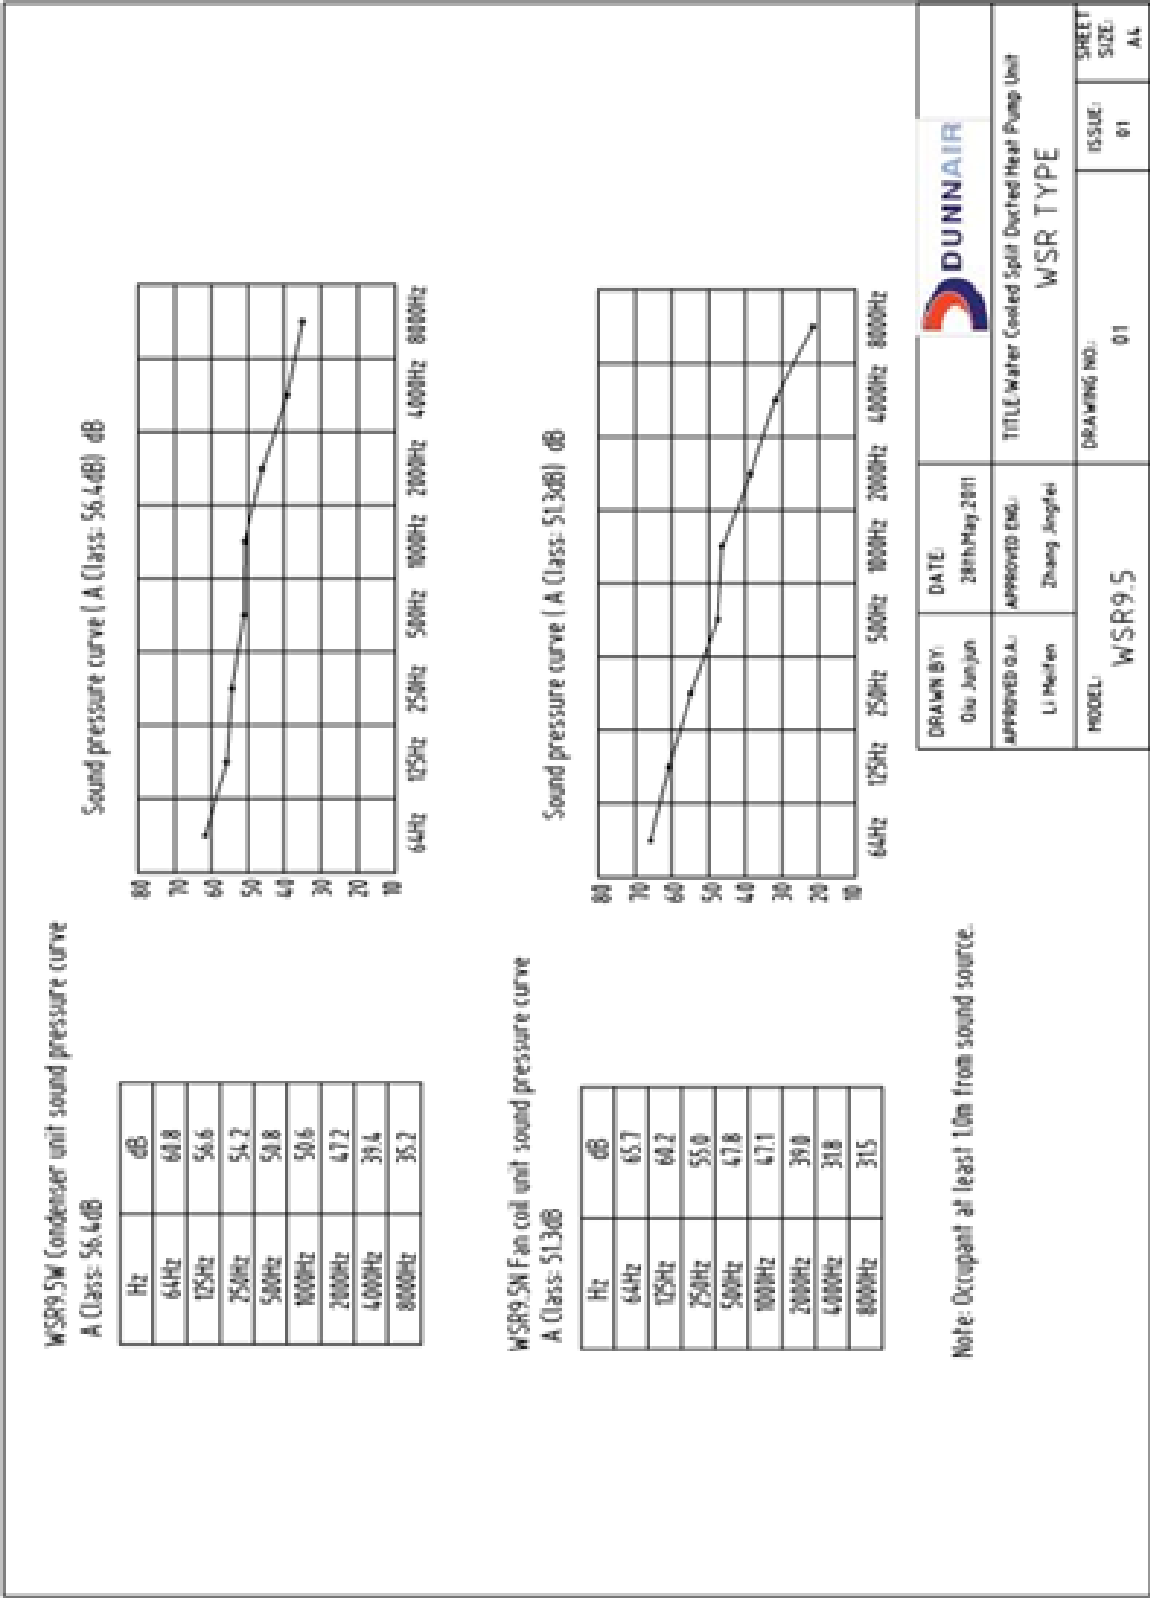 WSR9.5W Condenser unit sound pressure curve
A Class: 56.4dB
Hz dB
64Hz 60.8
125Hz 56.6
250Hz 54.2
500Hz 50.8
1000Hz 50.6
2000Hz 47.2
4000Hz 39.4
8000Hz 35.2
Sound pressure curve ( A Class: 56.4dB) dB
80
70
60
50
40
30
20
10
64Hz 125Hz 250Hz 500Hz 1000Hz 2000Hz 4000Hz 8000Hz
WSR9.5N Fan coil unit sound pressure curve
A Class: 51.3dB
Hz dB
64Hz 65.7
125Hz 60.2
250Hz 55.0
500Hz 47.8
1000Hz 47.1
2000Hz 39.0
4000Hz 31.8
8000Hz 31.5
Sound pressure curve ( A Class: 51.3dB) dB
80
70
60
50
40
30
20
10
64Hz 125Hz 250Hz 500Hz 1000Hz 2000Hz 4000Hz 8000Hz
Note: Occupant at least 1.0m from sound source.
DRAWN BY: DATE:
Qiu Junjun 28th.May.2011
DUNNAIR
APPROVED Q.A.: APPROVED ENG.:
Li Meifen Zhang Jingfei
TITLE:Water Cooled Split Ducted Heat Pump Unit
WSR TYPE
MODEL:
WSR9.5
DRAWING NO.:
01
ISSUE:
01
SHEET
SIZE:
A4